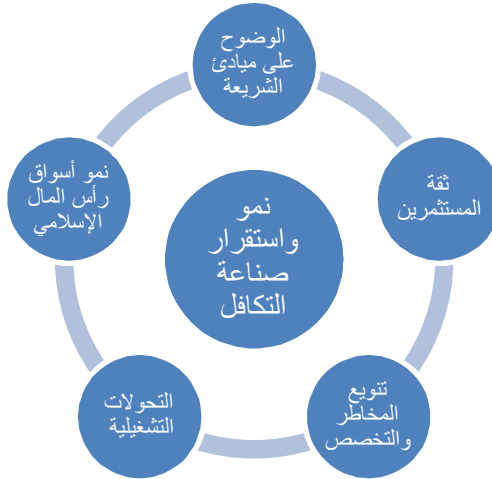 الوضوح
على مبادئ
الشريعة
ثقة
المستثمرين
تنويع
المخاطر
والتخصص
التحولات
التشغيلية
نمو أسواق
رأس المال
الإسلامي
نمو
واستقرار
صناعة
التكافل